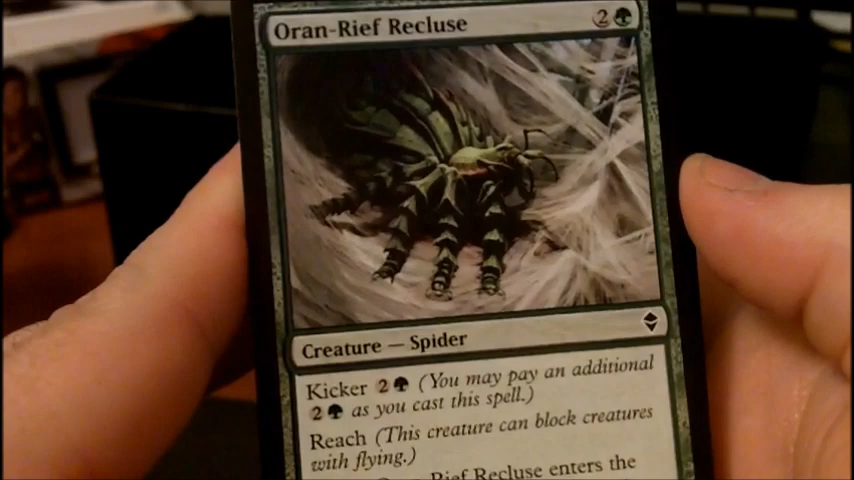 Oran-Rief Recluse 2
Creature — Spider
Kicker 2 (You may pay an additional
2 as you cast this spell.)
Reach (This creature can block creatures
with flying.)
Rief Recluse enters the